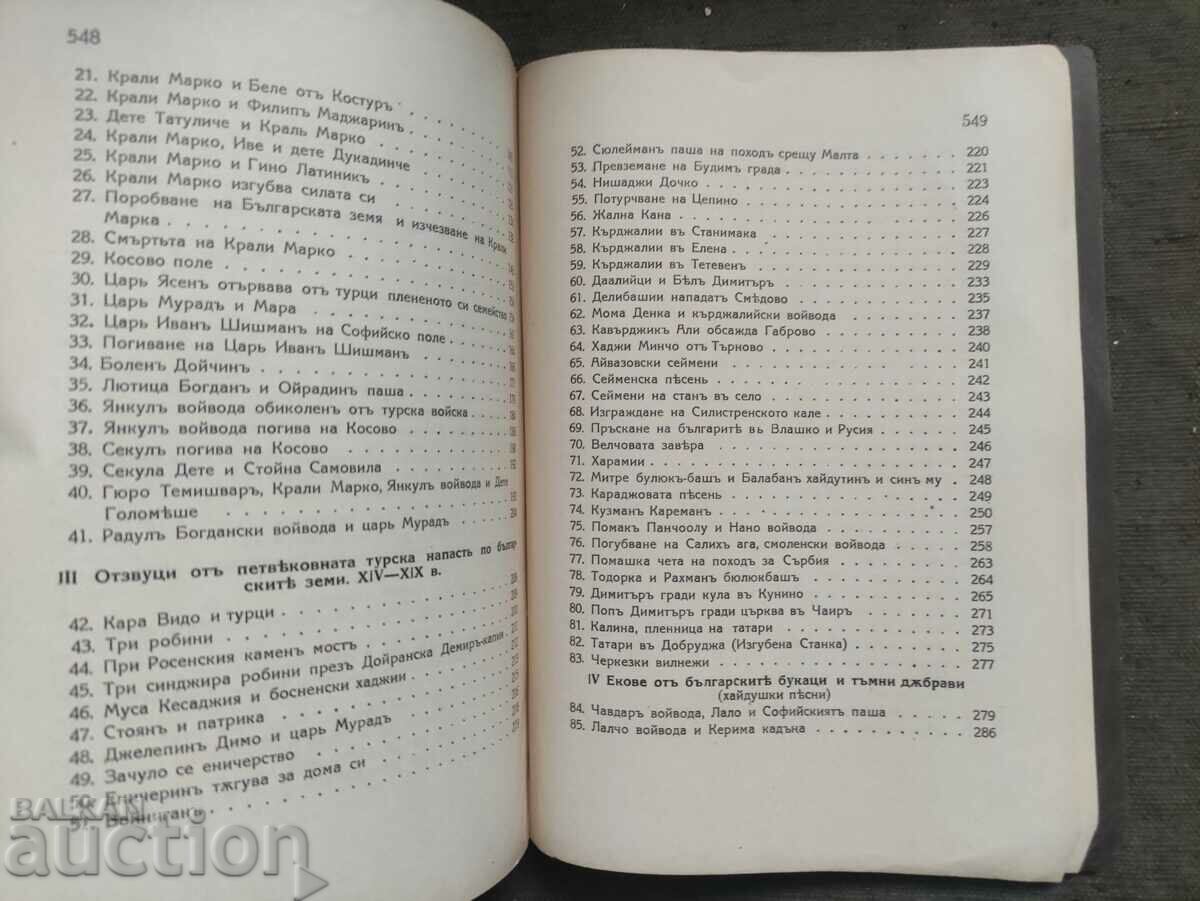 548
21. Крали Марко и Беле отъ Костуръ
22. Крали Марко и Филипъ Маджаринъ
23. Дете Татуличе и Краль Марко
24. Крали Марко, Иве и дете Дукадинче
25. Крали Марко и Гино Латиникъ
26. Крали Марко изгубва силата си
27. Поробване на Българската земя и изчезване на Крали
Марка
28. Смъртьта на Крали Марко
29. Косово поле
30. Царь Ясенъ отървава отъ турци плененото си семейство
31. Царь Мурадъ и Мара
32. Царь Иванъ Шишманъ на Софийско поле
33. Погиване на Царь Иванъ Шишманъ
34. Болен Дойчинъ
35. Лютица Богдан и Ойрадинъ паша
36. Янкулъ войвода обиколенъ отъ турска войска
37. Янкулъ войвода погива на Косово
38. Секулъ погива на Косово
39. Секула Дете и Стойна Самовила
40. Гюро Темишваръ, Крали Марко, Янкулъ войвода и Дете
Голомѣше
41. Радулъ Богдански войвода и царь Мурадъ
III Отзвуци отъ петвѣковната турска напасть по българ-
скитѣ земи. XIV—XIX в.
42. Кара Видо и турци
43. Три робини
44. При Росенския каменъ мостъ
45. Три синджира робини презъ Дойранска Демиръ-капия
46. Муса Кесаджия и босненски хаджии
47. Стоянъ и патрика
48. Джелепинъ Димо и царь Мурадъ
49. Зачуло се еничерство
50. Еничеринъ тѫгува за дома си
51.
549
52. Сюлейманъ паша на походъ срещу Малта 220
53. Превземане на Будимъ града 221
54. Нишаджи Дочко 223
55. Потурчване на Цепино 224
56. Жална Кана 226
57. Кърджалии въ Станимака 227
58. Кърджалии въ Елена 228
59. Кърджалии въ Тетевенъ 229
60. Даалийци и Бѣлъ Димитъръ 233
61. Делибашии нападатъ Смѣдово 235
62. Мома Денка и кърджалийски войвода 237
63. Кавърджикъ Али обсажда Габрово 238
64. Хаджи Минчо отъ Търново 240
65. Айвазовски сеймени 241
66. Сейменска пѣсень 242
67. Сеймени на станъ въ село 243
68. Изграждане на Силистренското кале 244
69. Пръскане на българитѣ въ Влашко и Русия 245
70. Велчовата завѣра 246
71. Харамии 247
72. Митре булюкъ-башъ и Балабанъ хайдутинъ и синъ му 248
73. Караджовата пѣсень 249
74. Кузманъ Кареманъ 250
75. Помакъ Панчоолу и Нано войвода 257
76. Погубване на Салихъ ага, смоленски войвода 258
77. Помашка чета на походъ за Сърбия 263
78. Тодорка и Рахманъ бюлюкбашъ 264
79. Димитъръ гради кула въ Кунино 265
80. Попъ Димитъръ гради църква въ Чаиръ 271
81. Калина, пленница на татари 273
82. Татари въ Добруджа (Изгубена Станка) 275
83. Черкезки вилнежи 277
IV Екове отъ българскитѣ букаци и тъмни дѫбрави
(хайдушки пѣсни)
84. Чавдаръ войвода, Лало и Софийскиятъ паша 279
85. Лалчо войвода и Керима кадъна 286
BALKAN
auction